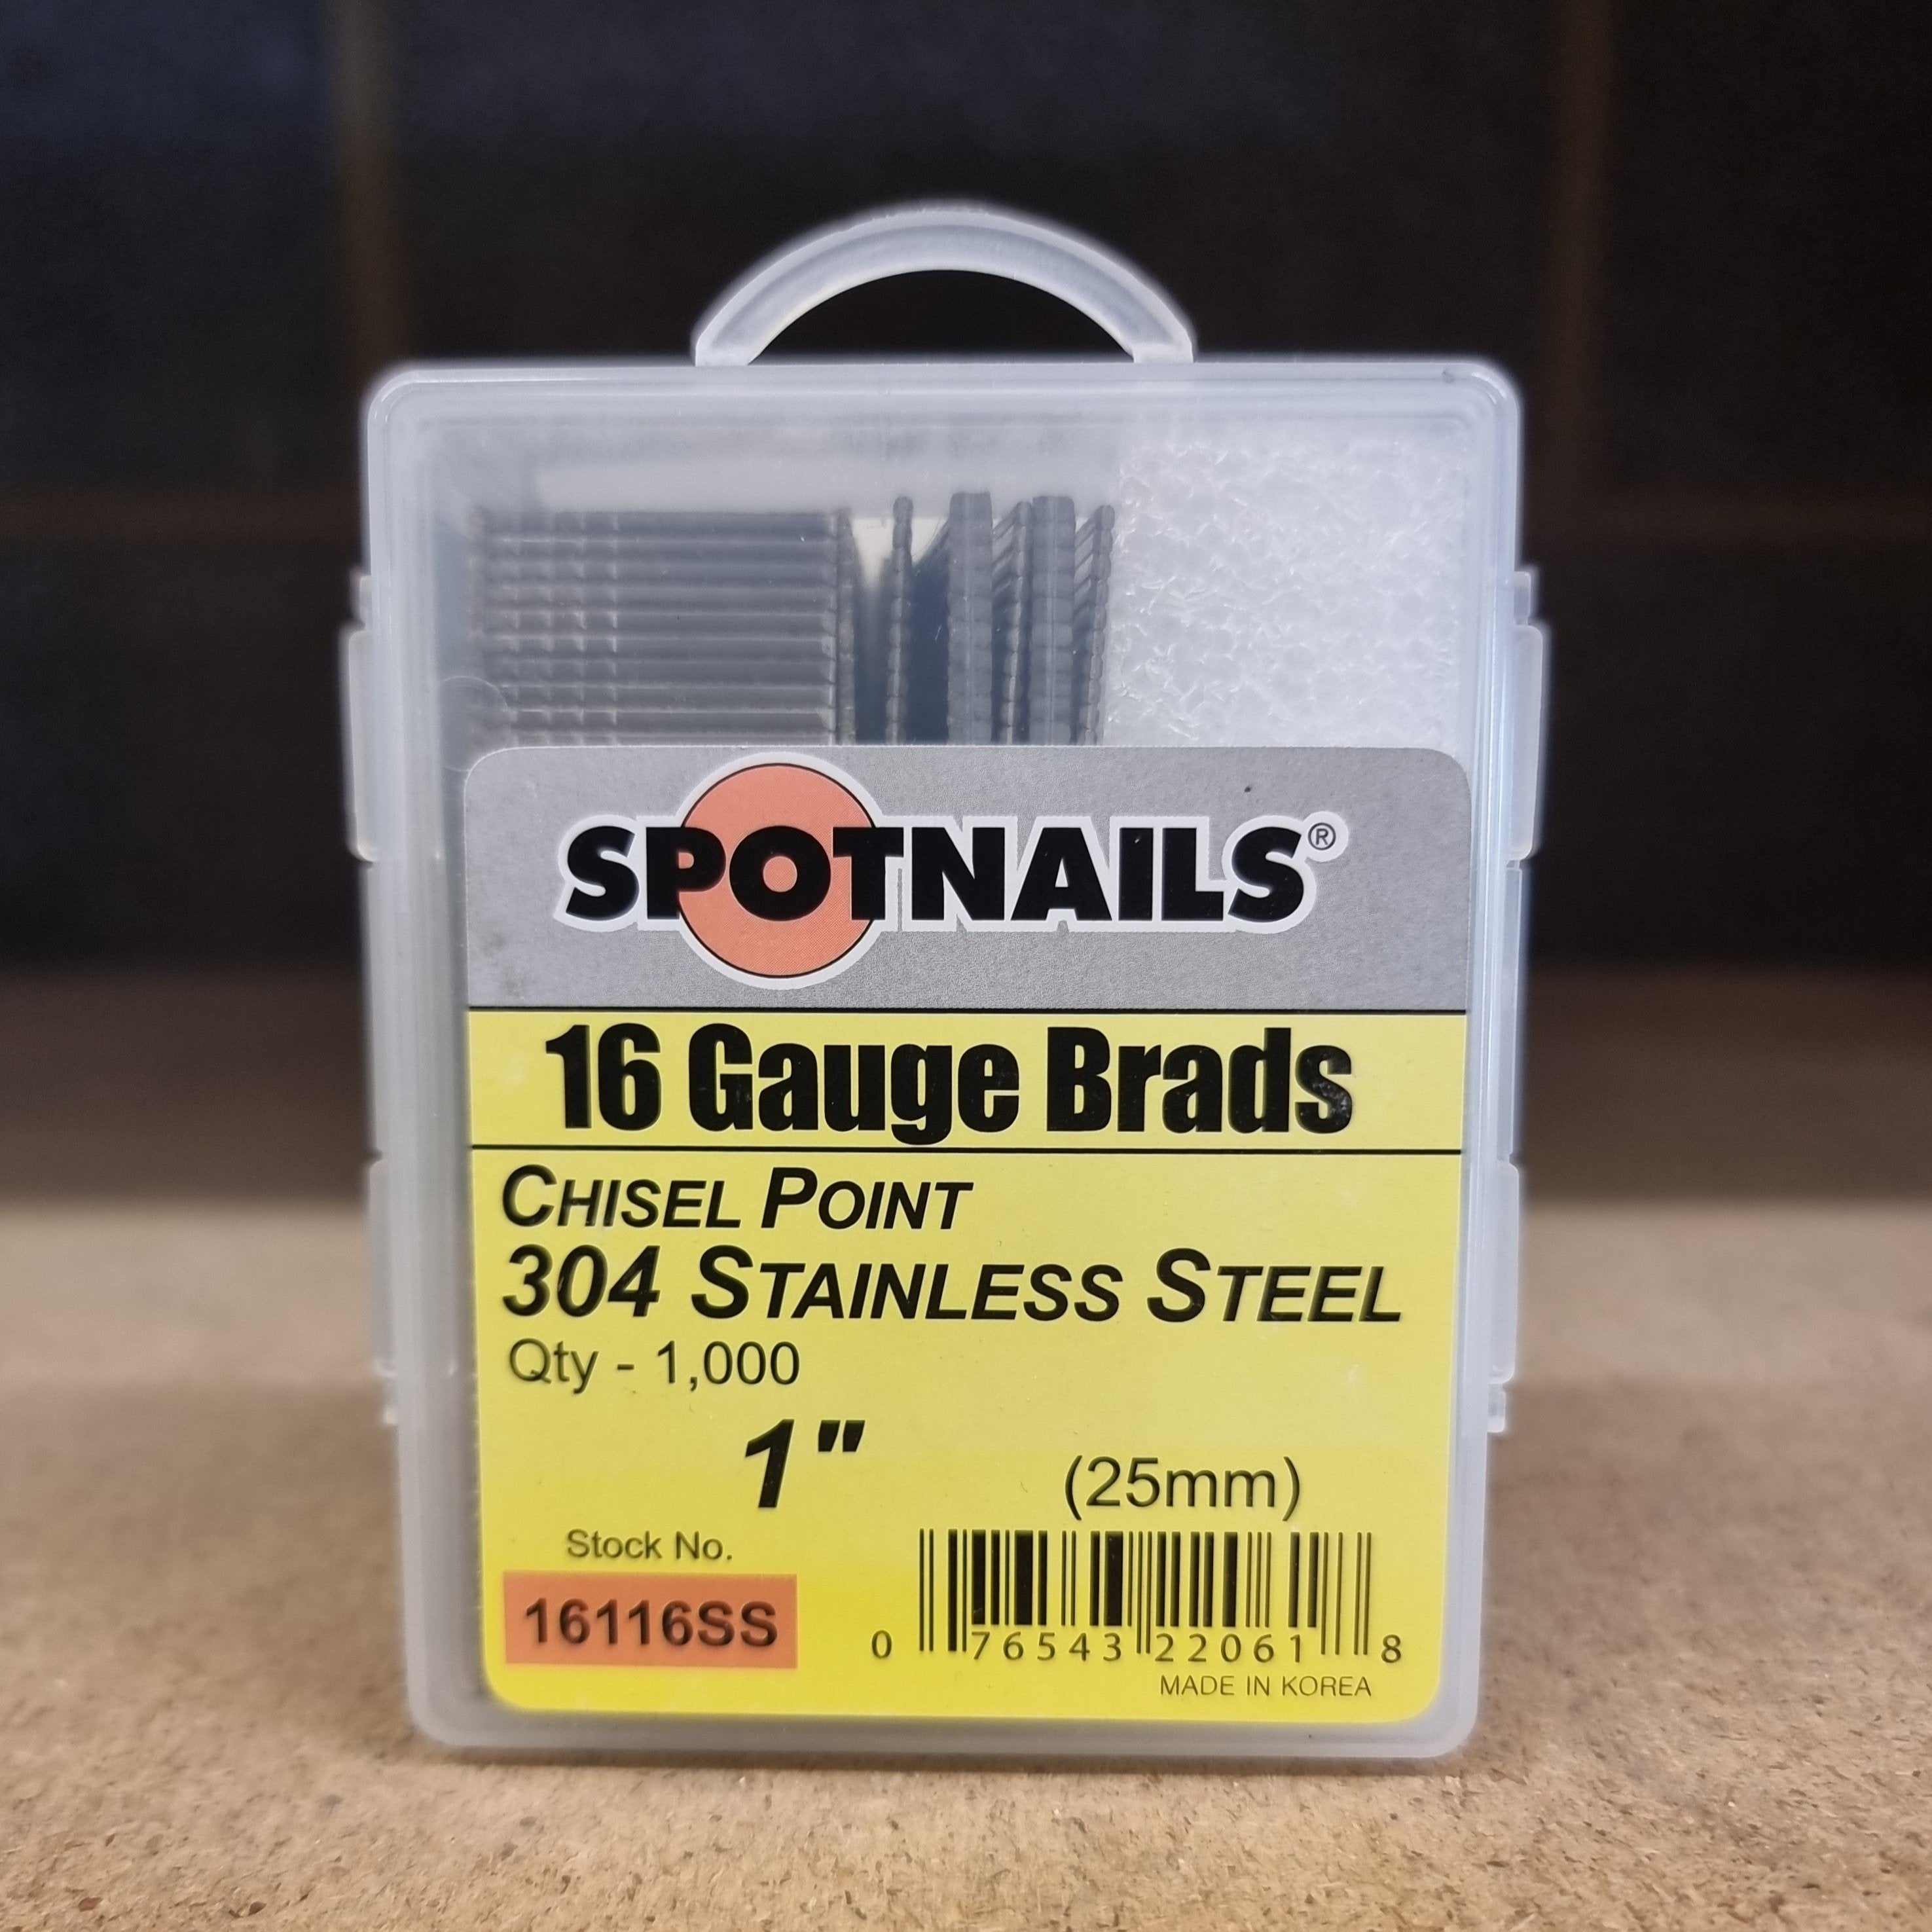 SPOTNAILS®
16 Gauge Brads
CHISEL POINT
304 STAINLESS STEEL
Qty - 1,000
1" (25mm)
Stock No.
16116SS
0 76543 22061 8
MADE IN KOREA